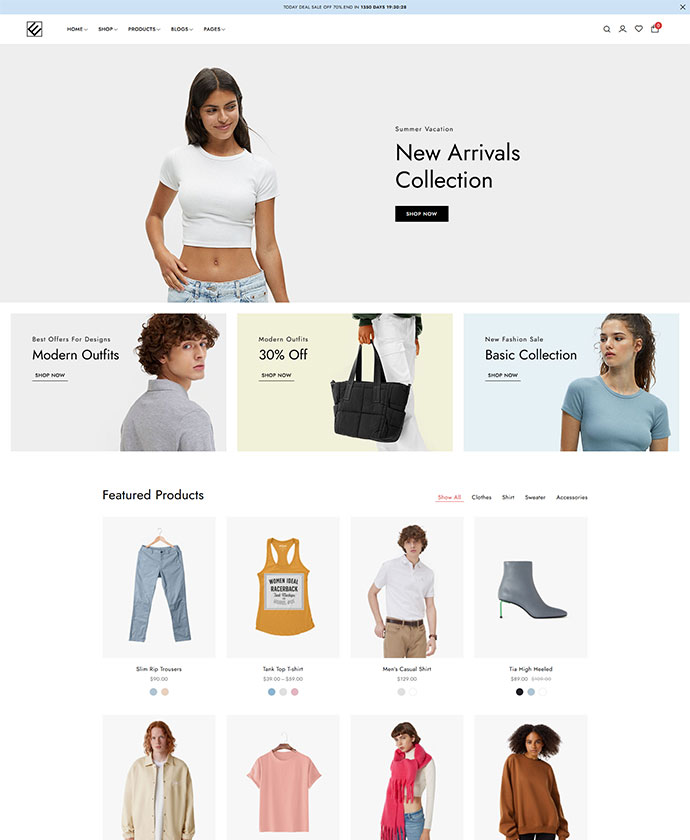 TODAY DEAL SALE OFF 70%.END IN 1350 DAYS 19:30:28
HOME SHOP PRODUCTS BLOGS PAGES
0
Summer Vacation
New Arrivals
Collection
SHOP NOW
Best Offers For Designs
Modern Outfits
SHOP NOW
Modern Outfits
30% Off
SHOP NOW
New Fashion Sale
Basic Collection
SHOP NOW
Featured Products
Show All Clothes Shirt Sweater Accessories
WOMEN IDEAL
RACERBACK
Slim Rip Trousers
$90.00
Tank Top T-shirt
$39.00 – $59.00
Men's Casual Shirt
$129.00
Tia High Heeled
$89.00 $109.00